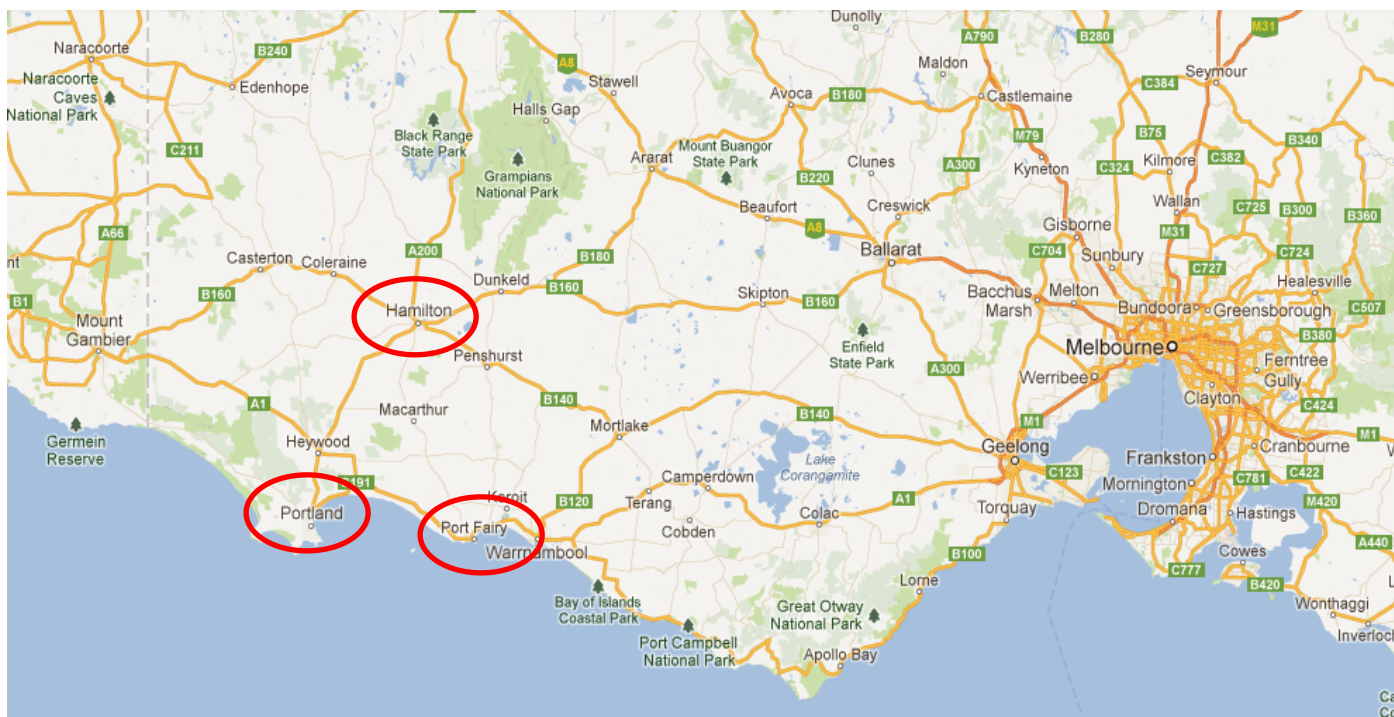 Dunolly
M31
Naracoorte
B240
A790
B280
A8
Maldon
Seymour
Naracoorte
Caves
National Park
Edenhope
Stawell
Avoca
B180
C384
Castlemaine
Halls Gap
Black Range
State Park
M79
B75
B340
C211
Grampians
National Park
Ararat
Mount Buangor
State Park
Clunes
A300
Kyneton
C324
Kilmore
C382
B220
Wallan
Beaufort
Creswick
C725
B300
B360
A66
A8
Gisborne
M31
A200
B180
Ballarat
C704
Sunbury
C724
Casterton
Coleraine
Dunkeld
C727
Healesville
B160
B160
Skipton
B160
Bacchus
Marsh
Melton
Bundoora
Greensborough
C507
B1
Hamilton
Mount
Gambier
Enfield
State Park
Melbourne
B380
Penshurst
A300
Werribee
Ferntree
Gully
A1
Macarthur
B140
B140
Clayton
C424
Germein
Reserve
Heywood
Mortlake
M1
M1
Geelong
Cranbourne
Lake
Corangamite
Frankston
C422
C123
C781
Camperdown
Mornington
Koroit
B120
Terang
A1
M420
Portland
Torquay
Dromana
Hastings
Port Fairy
Cobden
Colac
A440
Warrnambool
B100
Cowes
C777
Lorne
B420
Bay of Islands
Coastal Park
Great Otway
National Park
Wonthaggi
Port Campbell
National Park
Apollo Bay